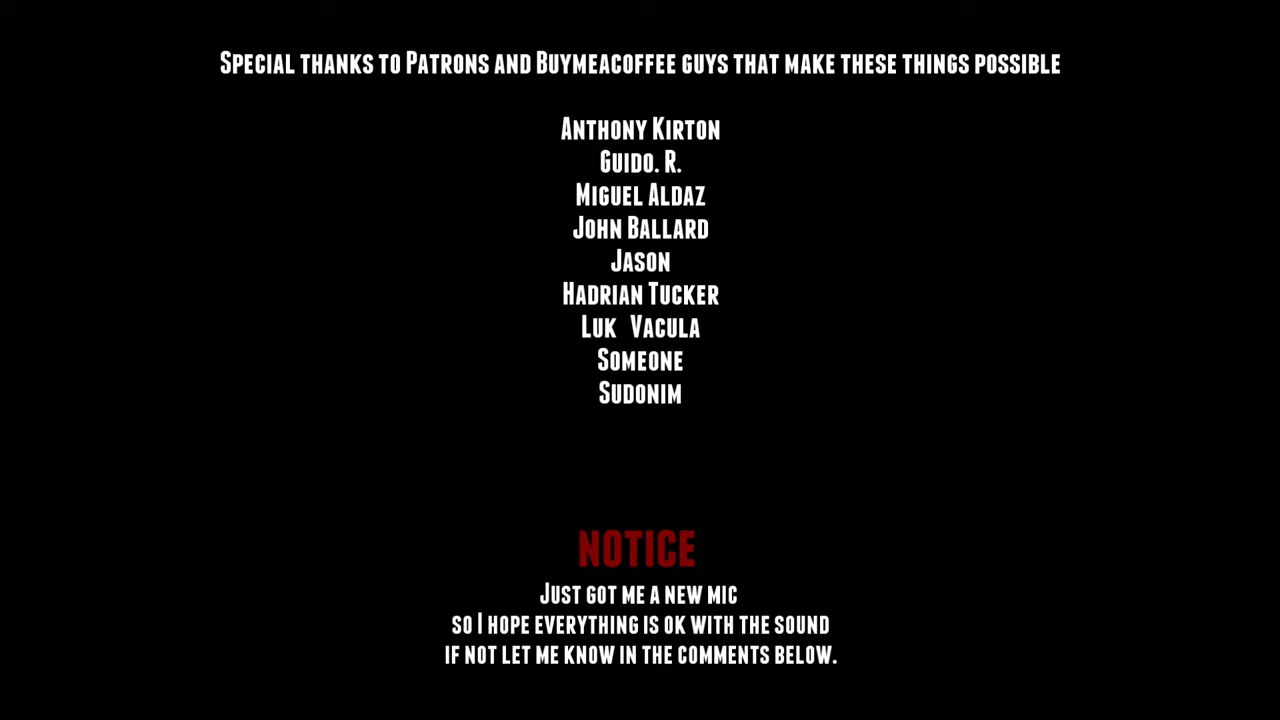 Special thanks to Patrons and Buymeacoffee guys that make these things possible
Anthony Kirton
Guido. R.
Miguel Aldaz
John Ballard
Jason
Hadrian Tucker
Luk  Vacula
Someone
Sudonim
NOTICE
Just got me a new mic
so I hope everything is ok with the sound
if not let me know in the comments below.